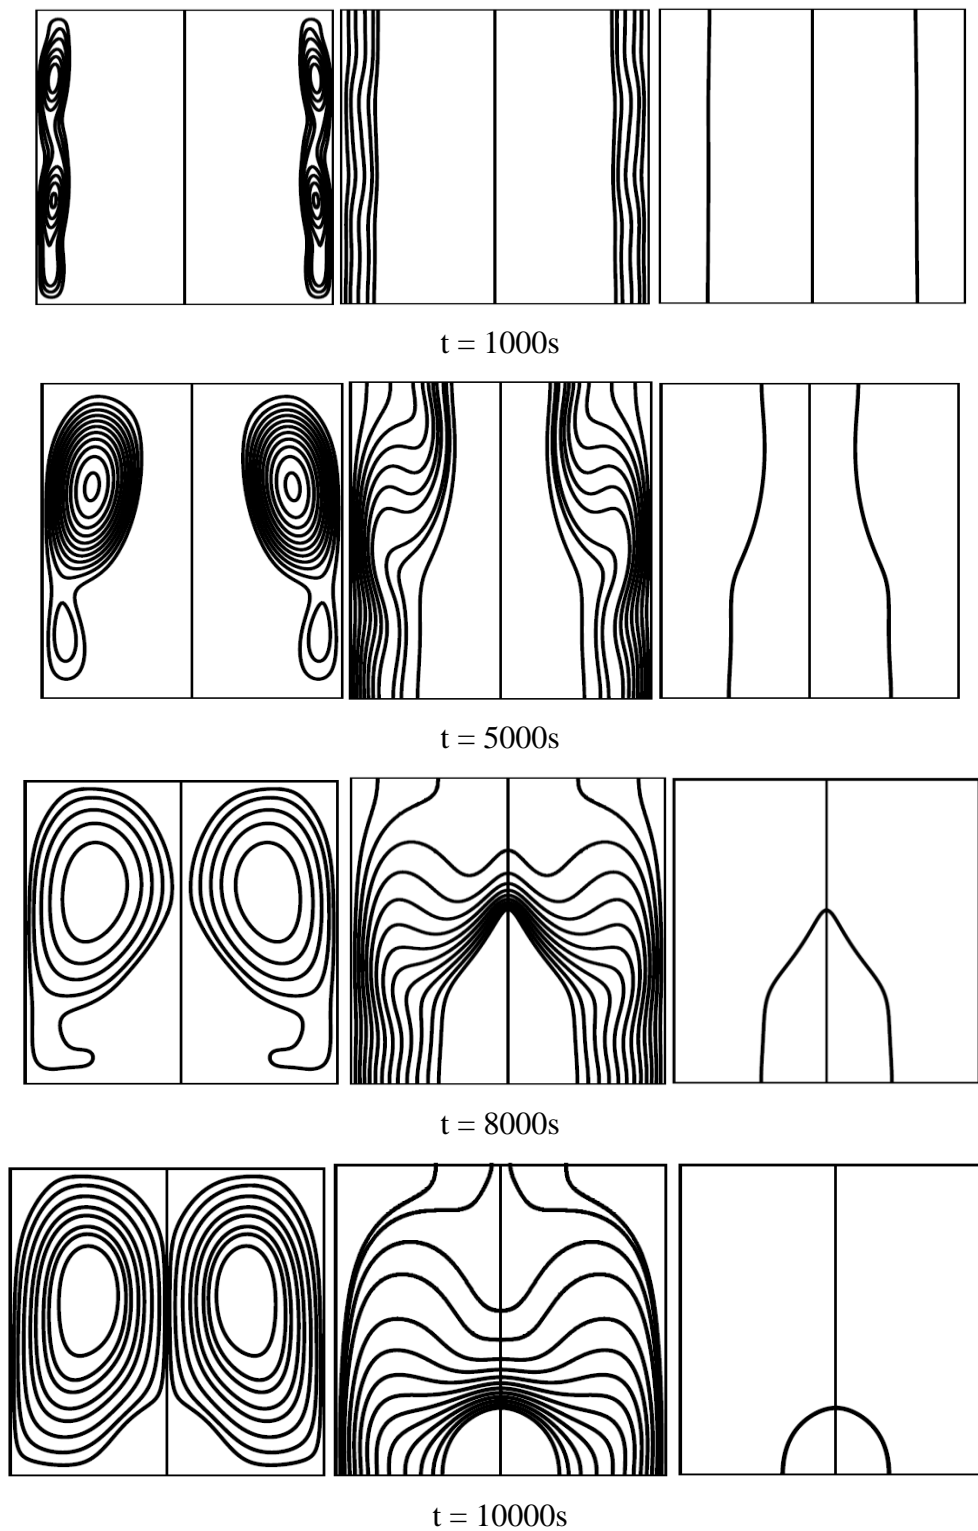 t = 1000s
t = 5000s
t = 8000s
t = 10000s